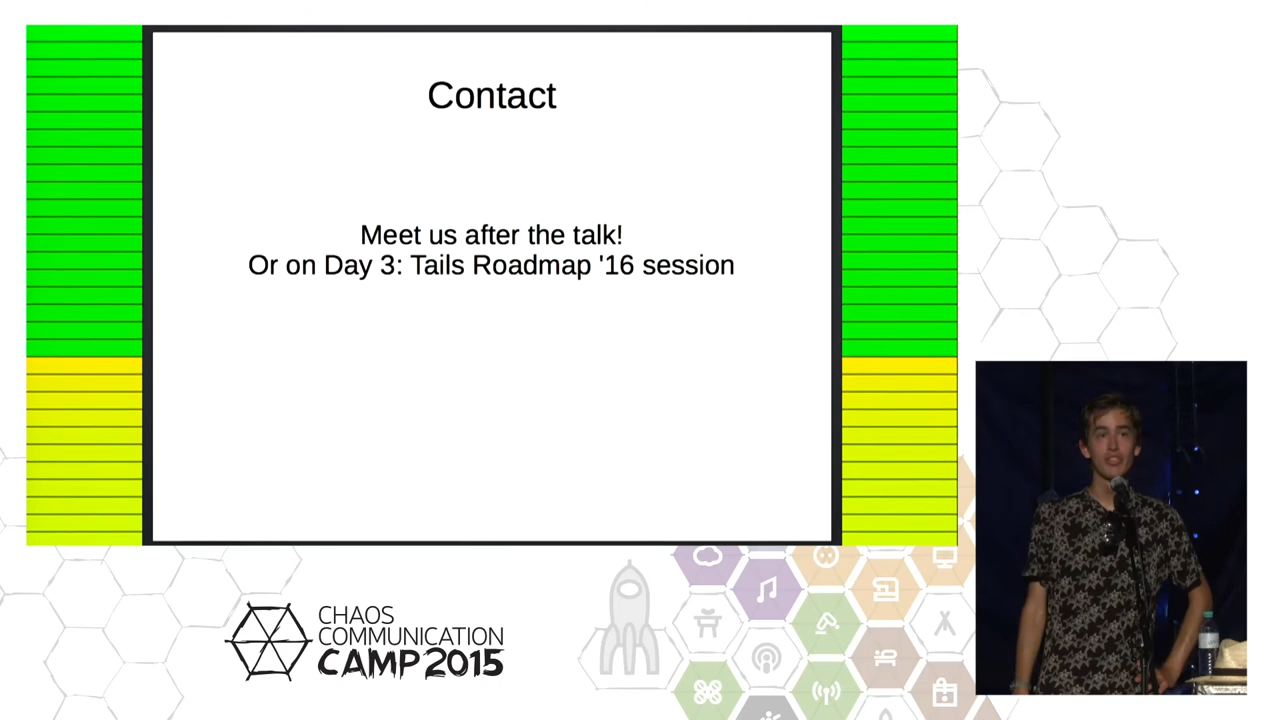 Contact
Meet us after the talk!
Or on Day 3: Tails Roadmap '16 session
CHAOS
COMMUNICATION
CAMP 2015